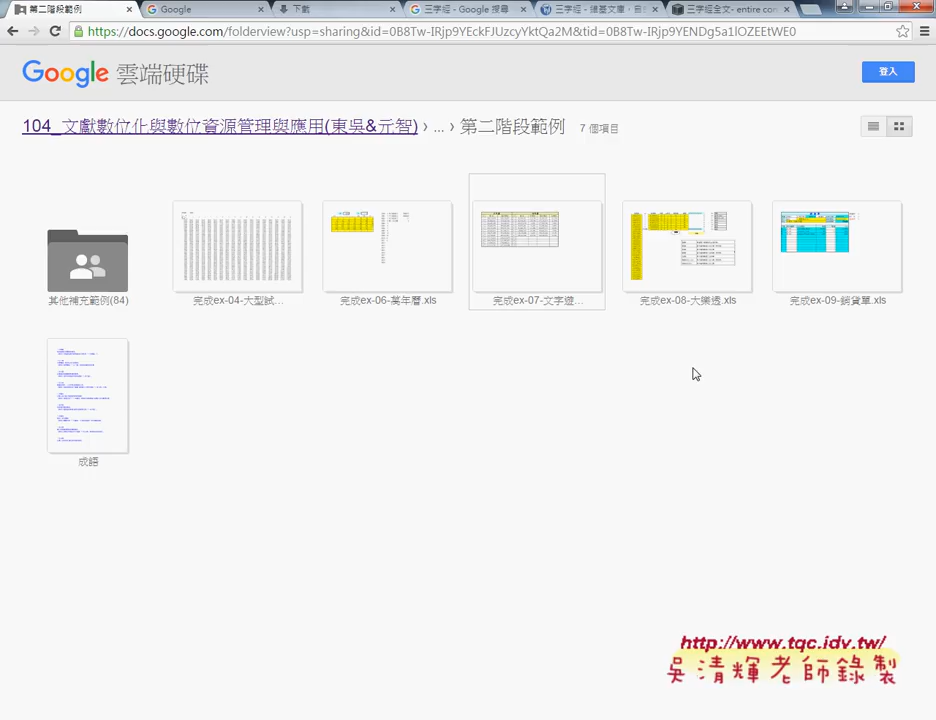 第二階段範例
Google
下載
三字經 - Google 搜尋
三字經 - 維基文庫，自
三字經全文- entire con
https://docs.google.com/folderview?usp=sharing&id=0B8Tw-IRjp9YEckFJUzcyYktQa2M&tid=0B8Tw-IRjp9YENDg5a1lOZEEtWE0
Google 雲端硬碟
登入
104_文獻數位化與數位資源管理與應用(東吳&元智) › ... › 第二階段範例 7 個項目
其他補充範例(84)
完成ex-04-大型試...
完成ex-06-萬年曆.xls
完成ex-07-文字遊...
完成ex-08-大樂透.xls
完成ex-09-銷貨單.xls
成語
http://www.tqc.idv.tw/
吳清輝老師錄製